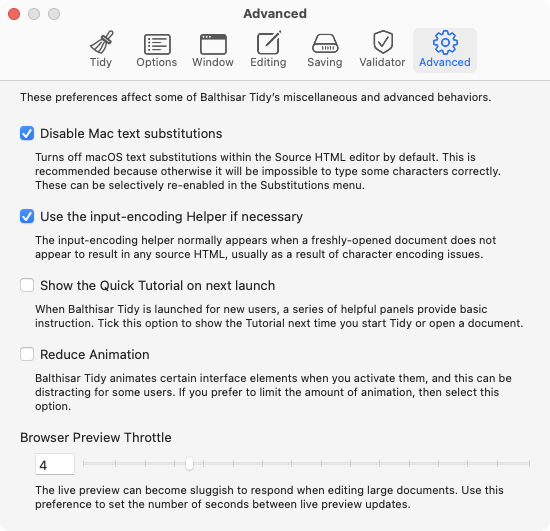 Advanced
Tidy
Options
Window
Editing
Saving
Validator
Advanced
These preferences affect some of Balthisar Tidy’s miscellaneous and advanced behaviors.
Disable Mac text substitutions
Turns off macOS text substitutions within the Source HTML editor by default. This is
recommended because otherwise it will be impossible to type some characters correctly.
These can be selectively re-enabled in the Substitutions menu.
Use the input-encoding Helper if necessary
The input-encoding helper normally appears when a freshly-opened document does not
appear to result in any source HTML, usually as a result of character encoding issues.
Show the Quick Tutorial on next launch
When Balthisar Tidy is launched for new users, a series of helpful panels provide basic
instruction. Tick this option to show the Tutorial next time you start Tidy or open a document.
Reduce Animation
Balthisar Tidy animates certain interface elements when you activate them, and this can be
distracting for some users. If you prefer to limit the amount of animation, then select this
option.
Browser Preview Throttle
4
The live preview can become sluggish to respond when editing large documents. Use this
preference to set the number of seconds between live preview updates.